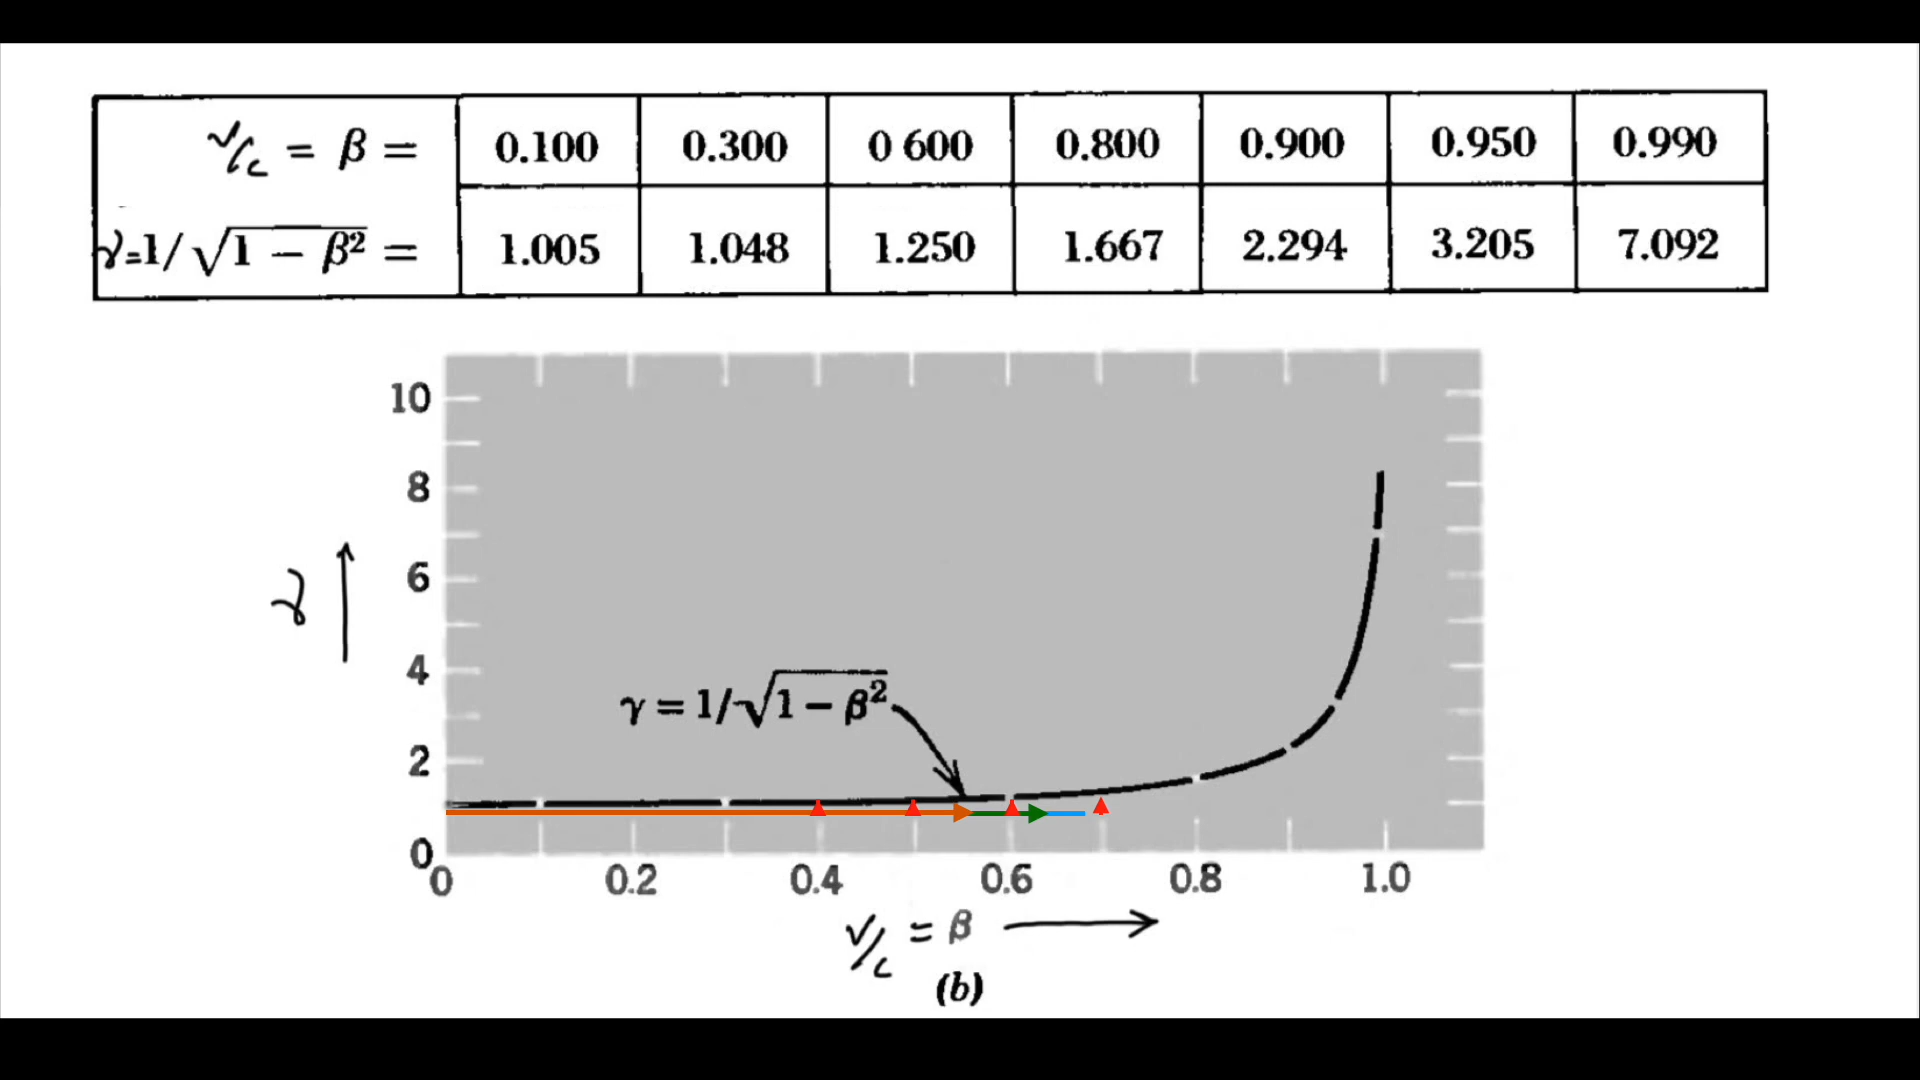 v/c = β = 0.100 0.300 0 600 0.800 0.900 0.950 0.990
γ=1/√1 − β² = 1.005 1.048 1.250 1.667 2.294 3.205 7.092
10
8
6
γ
4
γ = 1/√1 − β²
2
0
0 0.2 0.4 0.6 0.8 1.0
v/c = β
(b)